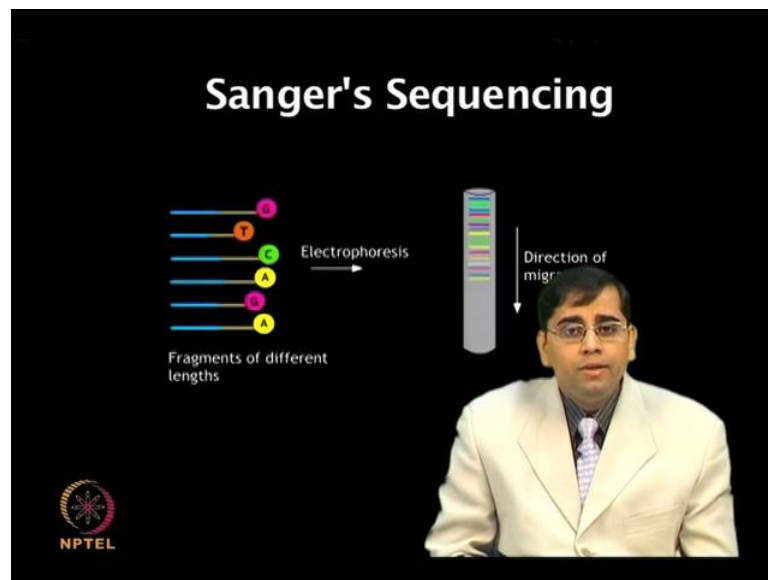 Sanger's Sequencing
G
T
C
A
G
A
Electrophoresis
Direction of
Fragments of different
lengths
NPTEL